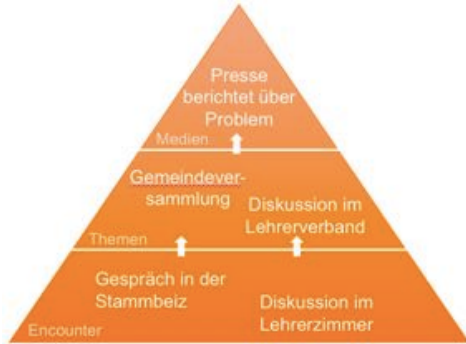 Presse
berichtet über
Problem
Medien
Gemeindever-
sammlung
Diskussion im
Lehrerverband
Themen
Gespräch in der
Stammbeiz
Diskussion im
Lehrerzimmer
Encounter